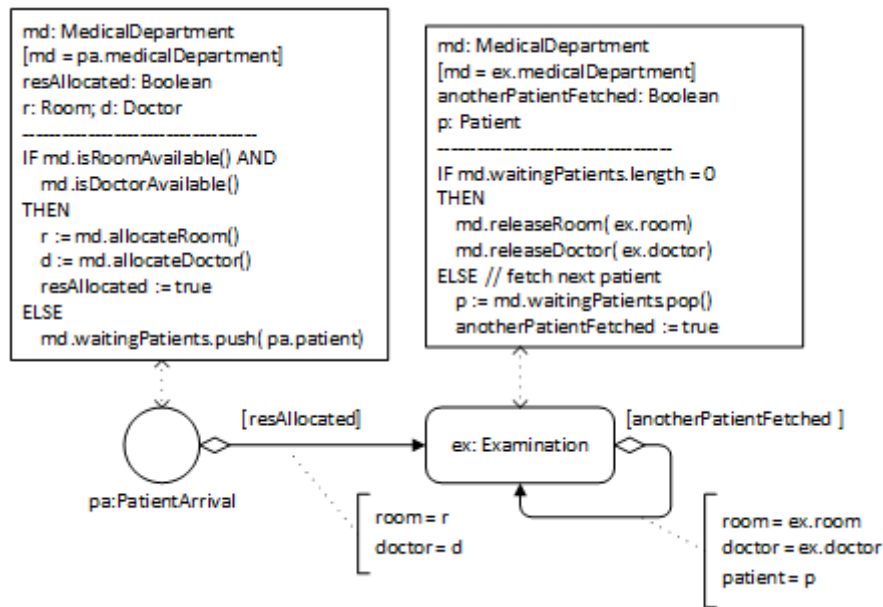 md: MedicalDepartment
[md = pa.medicalDepartment]
resAllocated: Boolean
r: Room; d: Doctor
-------------------------------------
IF md.isRoomAvailable() AND
md.isDoctorAvailable()
THEN
r := md.allocateRoom()
d := md.allocateDoctor()
resAllocated := true
ELSE
md.waitingPatients.push( pa.patient)
md: MedicalDepartment
[md = ex.medicalDepartment]
anotherPatientFetched: Boolean
p: Patient
-------------------------------------
IF md.waitingPatients.length = 0
THEN
md.releaseRoom( ex.room)
md.releaseDoctor( ex.doctor)
ELSE // fetch next patient
p := md.waitingPatients.pop()
anotherPatientFetched := true
[resAllocated]
[anotherPatientFetched ]
ex: Examination
pa:PatientArrival
room = r
doctor = d
room = ex.room
doctor = ex.doctor
patient = p